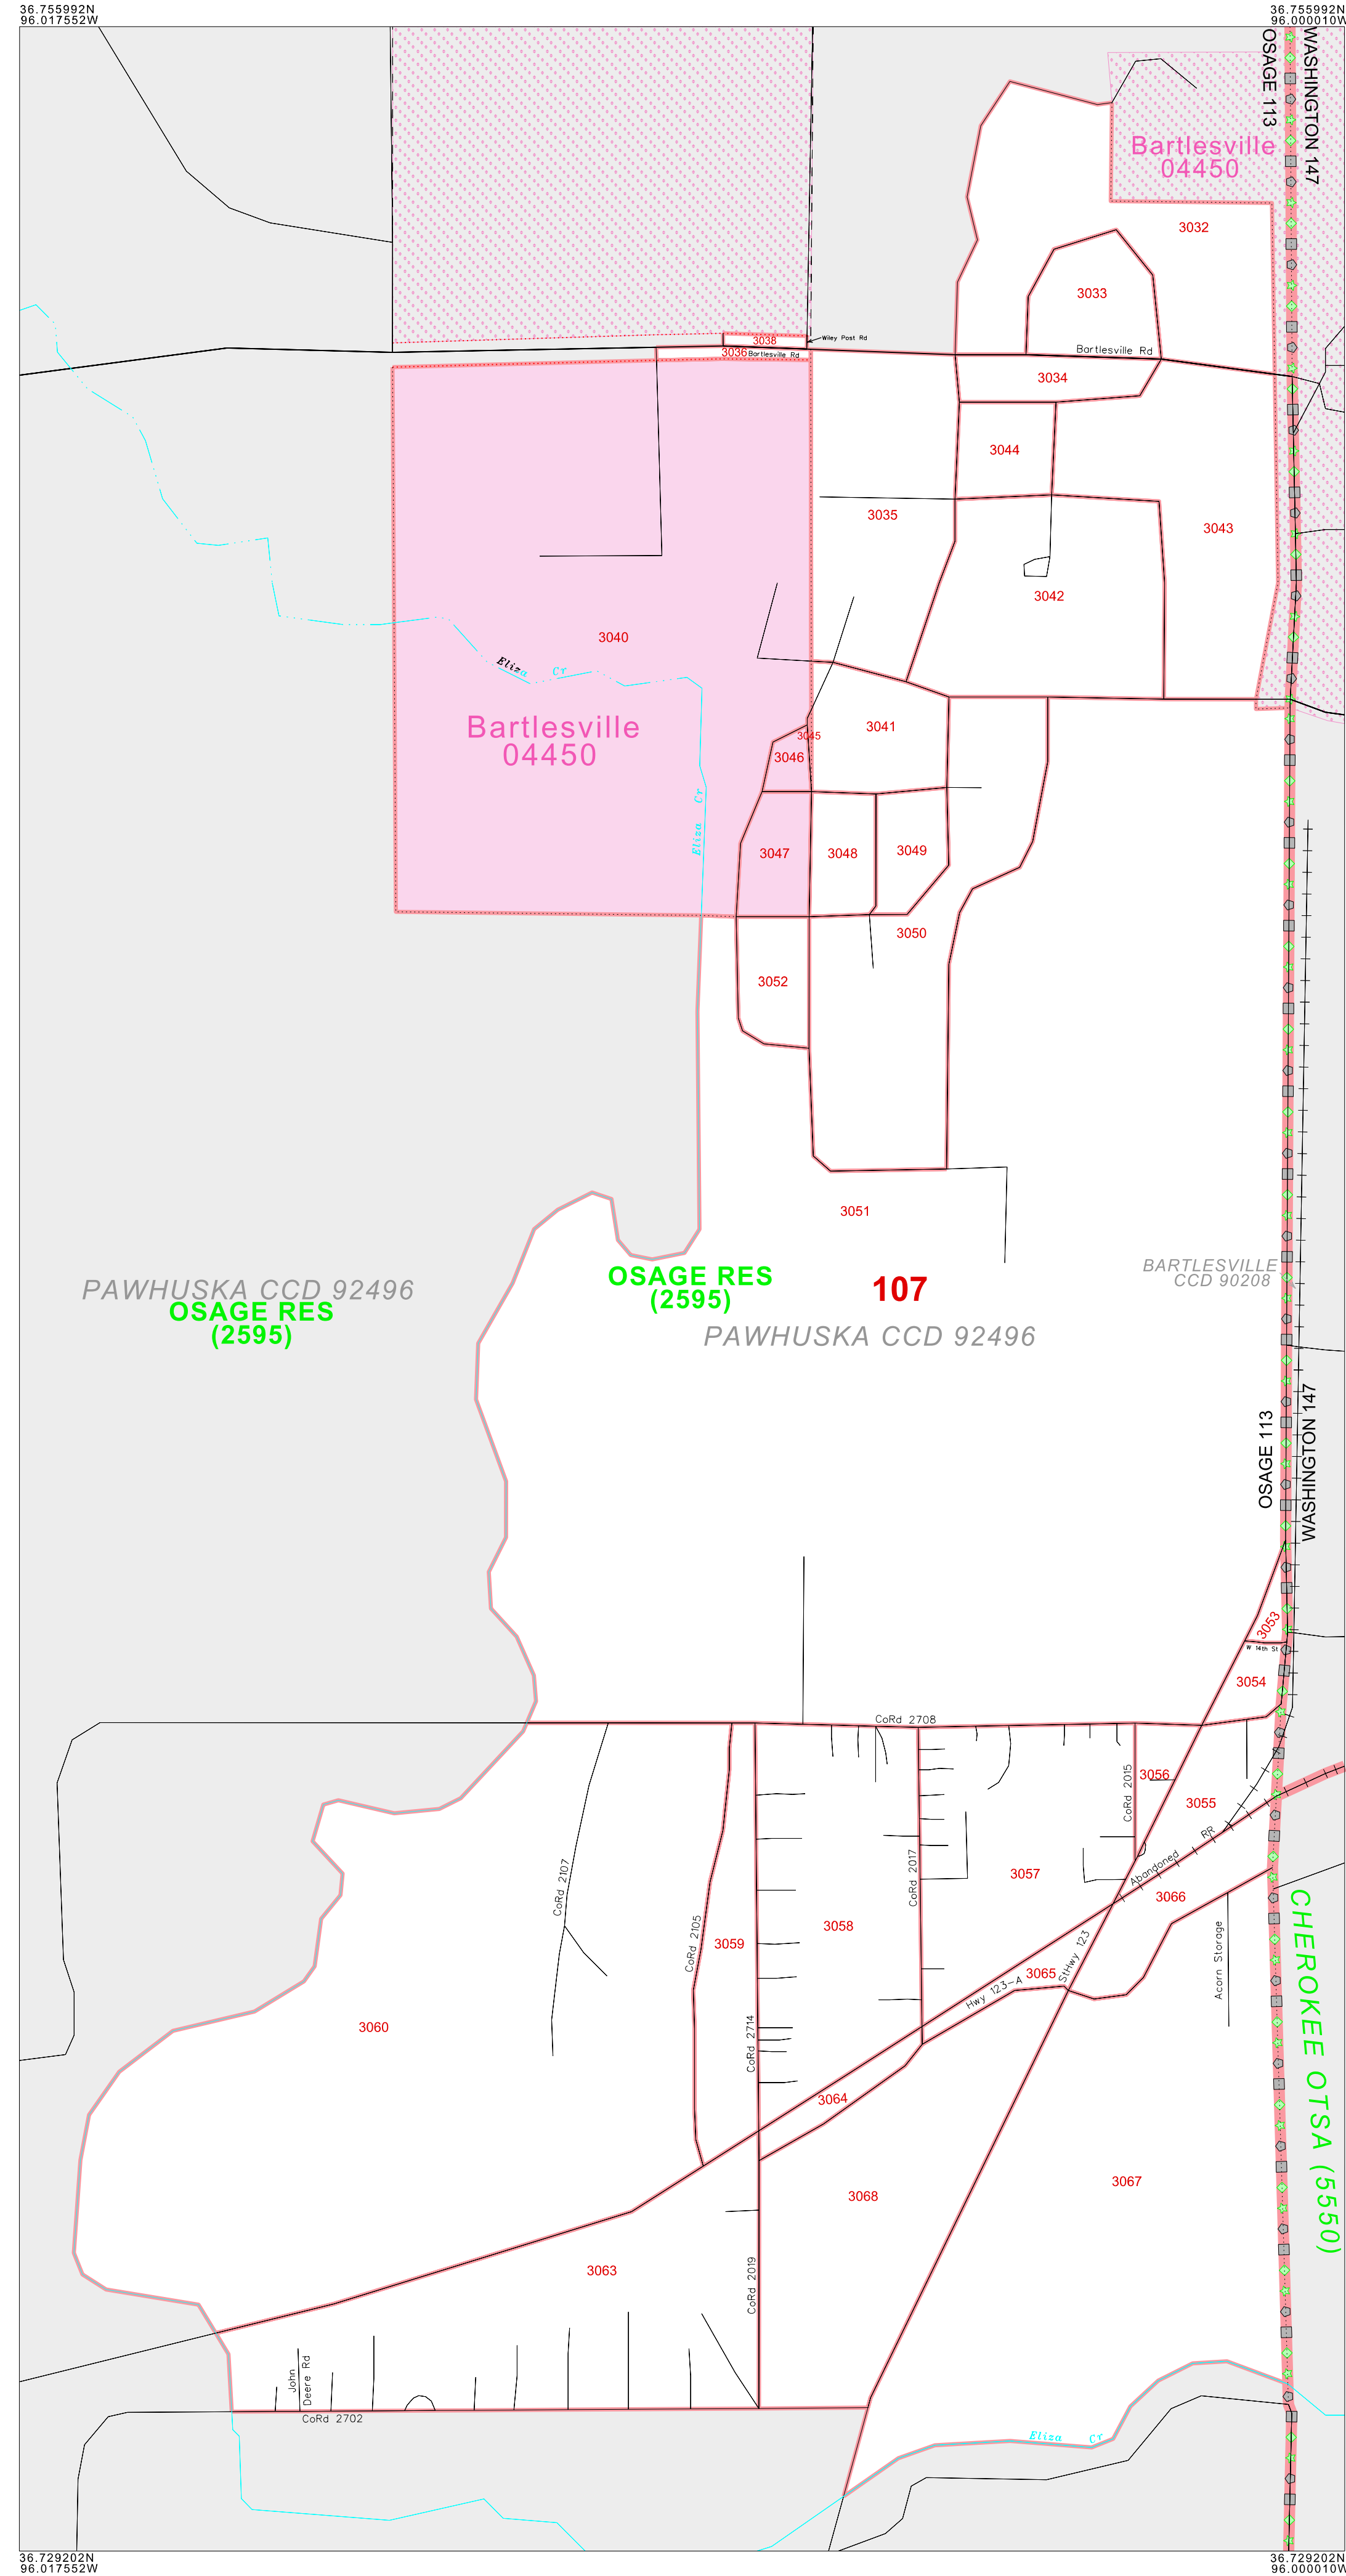 36.755992N
96.017552W
36.755992N
96.000010W
OSAGE 113
WASHINGTON 147
Bartlesville
04450
3032
3033
3038
Wiley Post Rd
3036
Bartlesville Rd
Bartlesville Rd
3034
3044
3035
3043
3042
3040
Eliza Cr
Bartlesville
04450
3041
3045
3046
Eliza Cr
3047
3048
3049
3050
3052
3051
BARTLESVILLE
CCD 90208
PAWHUSKA CCD 92496
OSAGE RES
(2595)
OSAGE RES
(2595)
107
PAWHUSKA CCD 92496
OSAGE 113
WASHINGTON 147
3053
W 14th St
3054
CoRd 2708
3056
CoRd 2015
3055
RR
Abandoned
CoRd 2107
CoRd 2017
3057
3066
CoRd 2105
3059
3058
StHwy 123
Acorn Storage
3065
Hwy 123-A
CHEROKEE OTSA (5550)
3060
CoRd 2714
3064
3067
3068
3063
CoRd 2019
John
Deere Rd
CoRd 2702
Eliza Cr
36.729202N
96.017552W
36.729202N
96.000010W